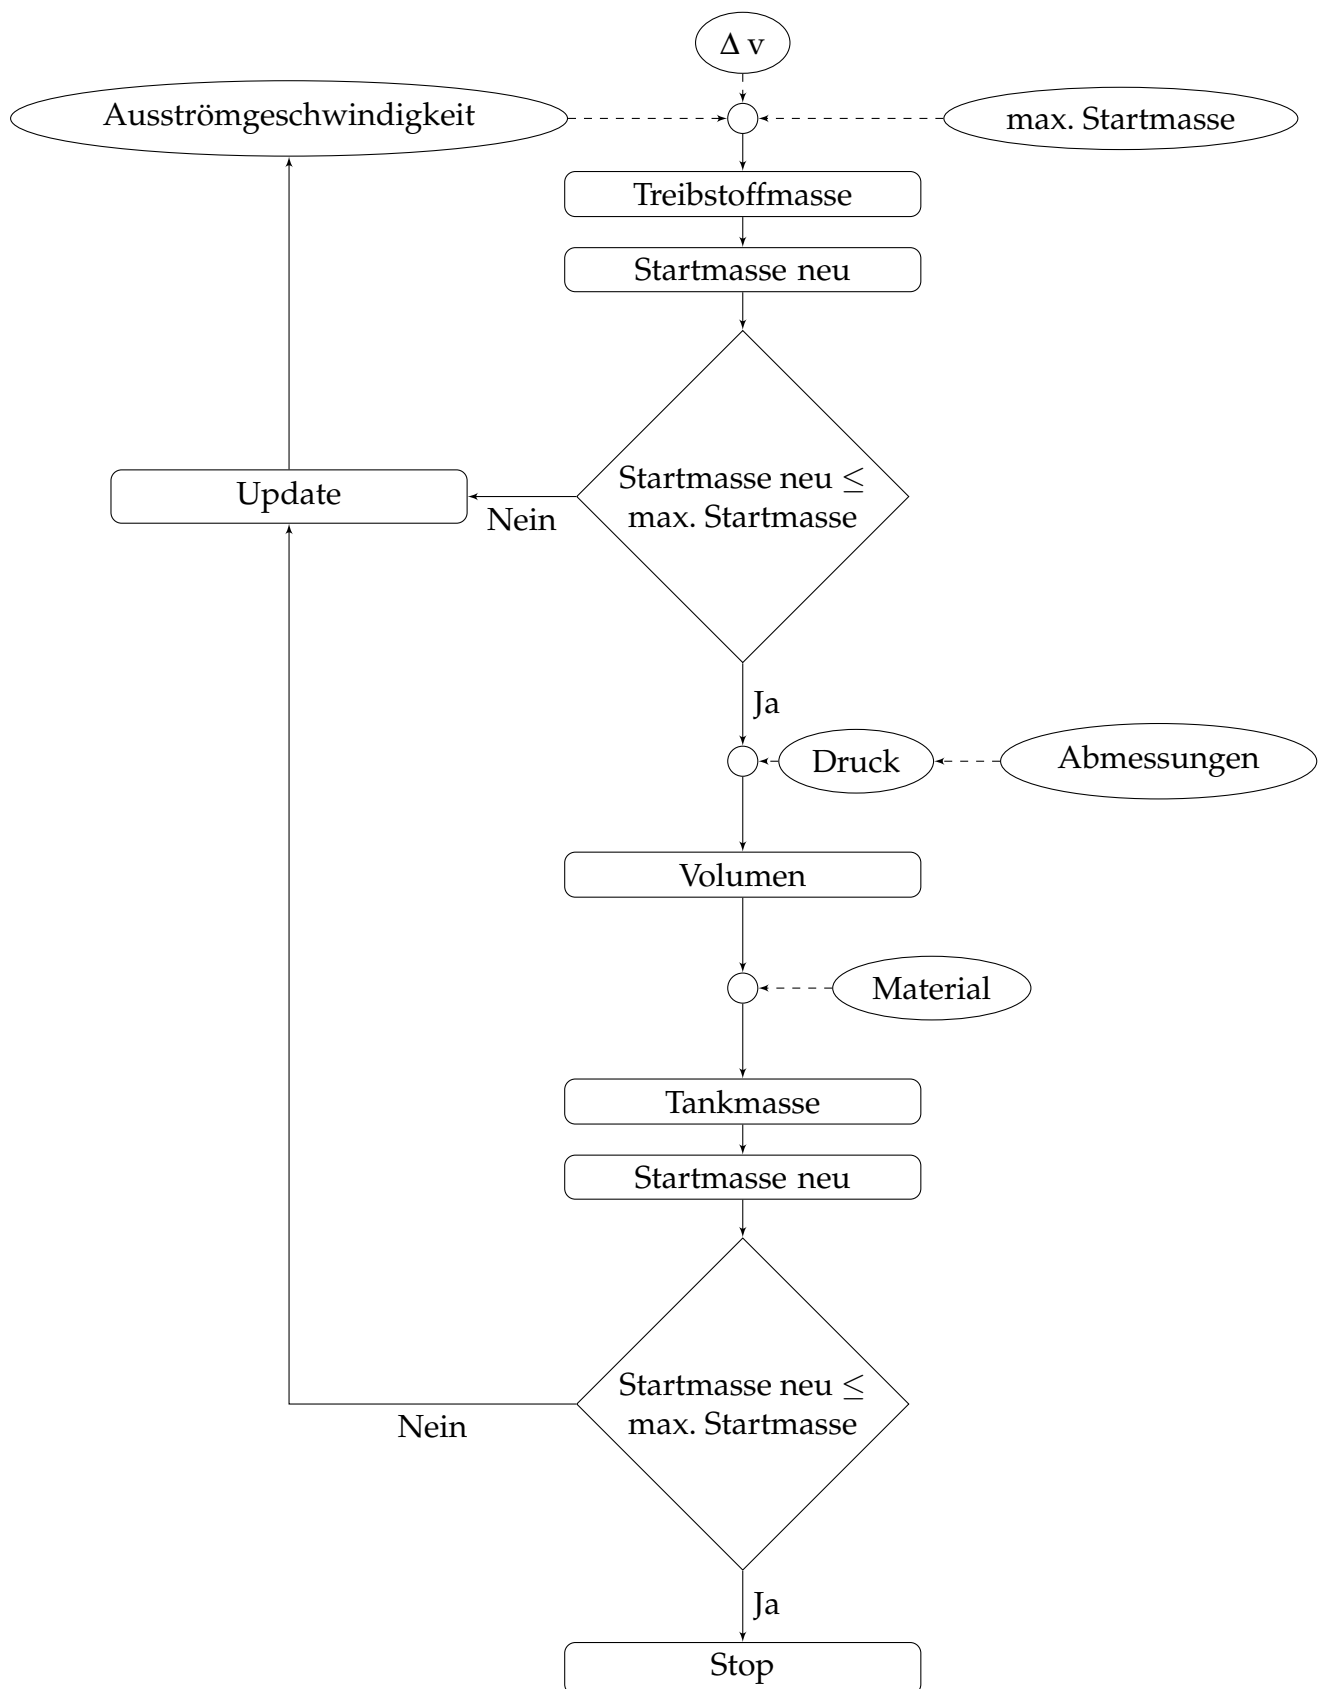 Δ v
Ausströmgeschwindigkeit
max. Startmasse
Treibstoffmasse
Startmasse neu
Startmasse neu ≤
max. Startmasse
Update
Nein
Ja
Druck
Abmessungen
Volumen
Material
Tankmasse
Startmasse neu
Startmasse neu ≤
max. Startmasse
Nein
Ja
Stop